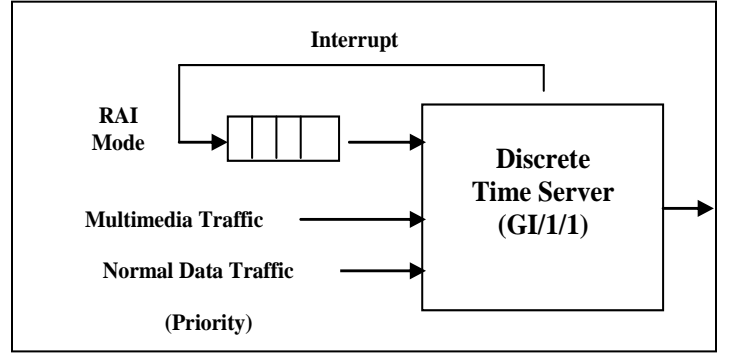 Interrupt
RAI
Mode
Discrete
Time Server
(GI/1/1)
Multimedia Traffic
Normal Data Traffic
(Priority)